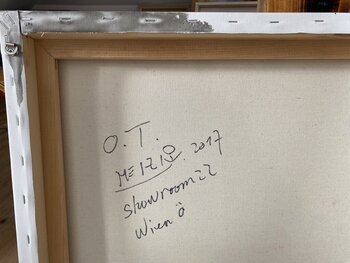 O.T.
2017
Showroom22
Wien ö